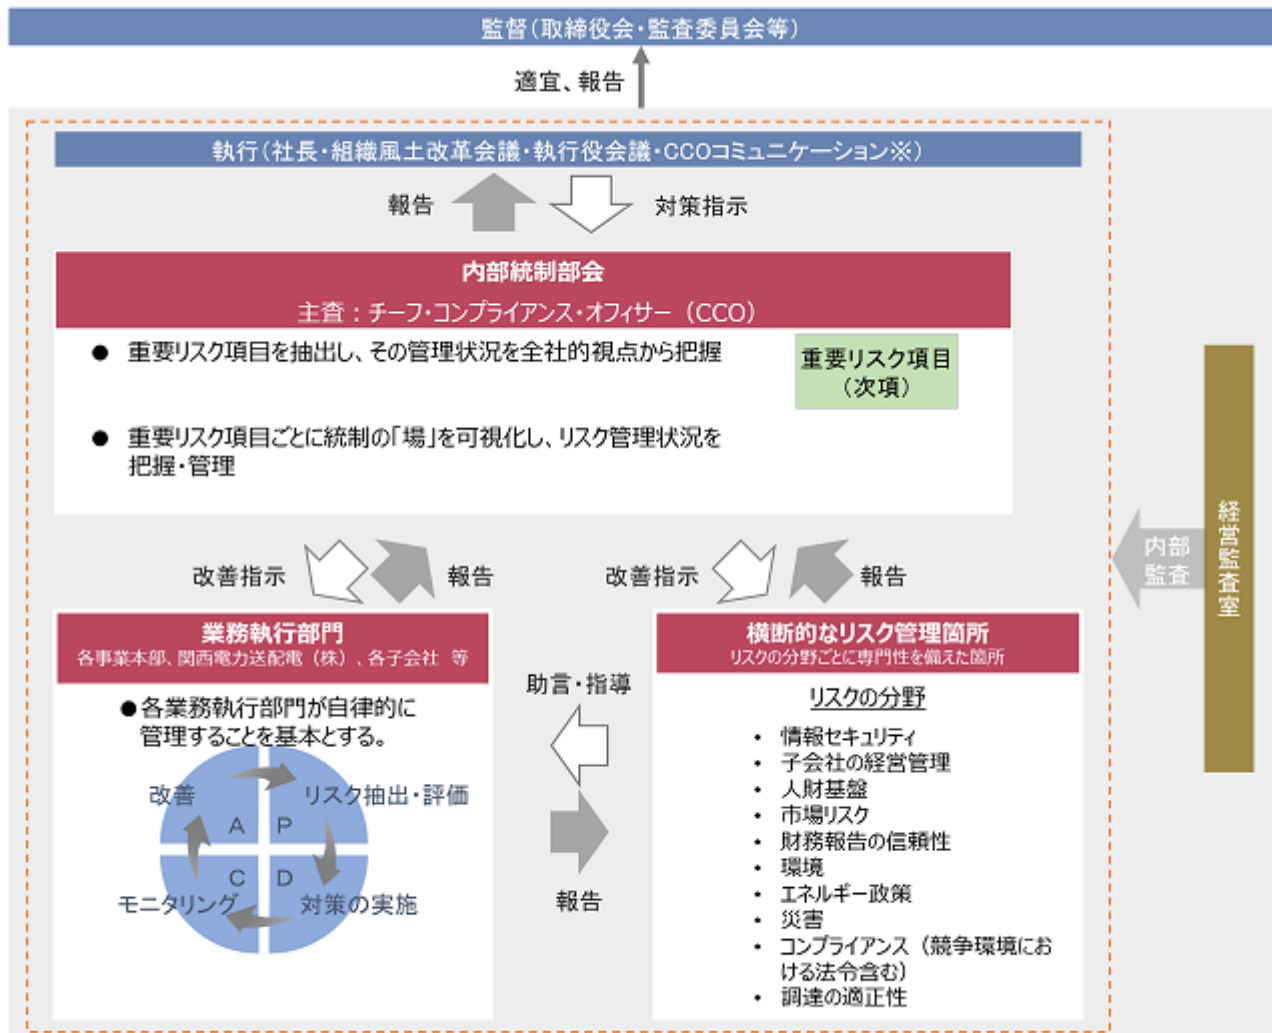 監督(取締役会・監査委員会等)
適宜、報告
執行(社長・組織風土改革会議・執行役会議・CCOコミュニケーション※)
報告
対策指示
内部統制部会
主査：チーフ・コンプライアンス・オフィサー（CCO）
● 重要リスク項目を抽出し、その管理状況を全社的視点から把握
重要リスク項目
(次項)
● 重要リスク項目ごとに統制の「場」を可視化し、リスク管理状況を
把握・管理
改善指示
報告
改善指示
報告
内部
監査
経営監査室
業務執行部門
各事業本部、関西電力送配電（株）、各子会社 等
●各業務執行部門が自律的に
管理することを基本とする。
改善
リスク抽出・評価
A
P
C
D
モニタリング
対策の実施
助言・指導
報告
横断的なリスク管理箇所
リスクの分野ごとに専門性を備えた箇所
リスクの分野
• 情報セキュリティ
• 子会社の経営管理
• 人財基盤
• 市場リスク
• 財務報告の信頼性
• 環境
• エネルギー政策
• 災害
• コンプライアンス（競争環境にお
ける法令含む）
• 調達の適正性